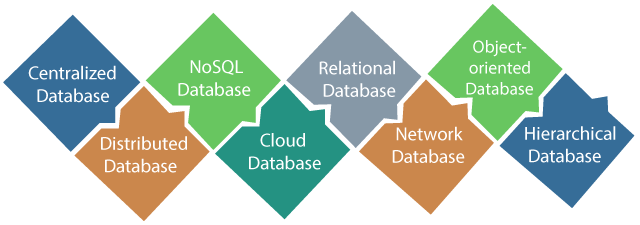 Centralized
Database
Distributed
Database
NoSQL
Database
Cloud
Database
Relational
Database
Network
Database
Object-
oriented
Database
Hierarchical
Database